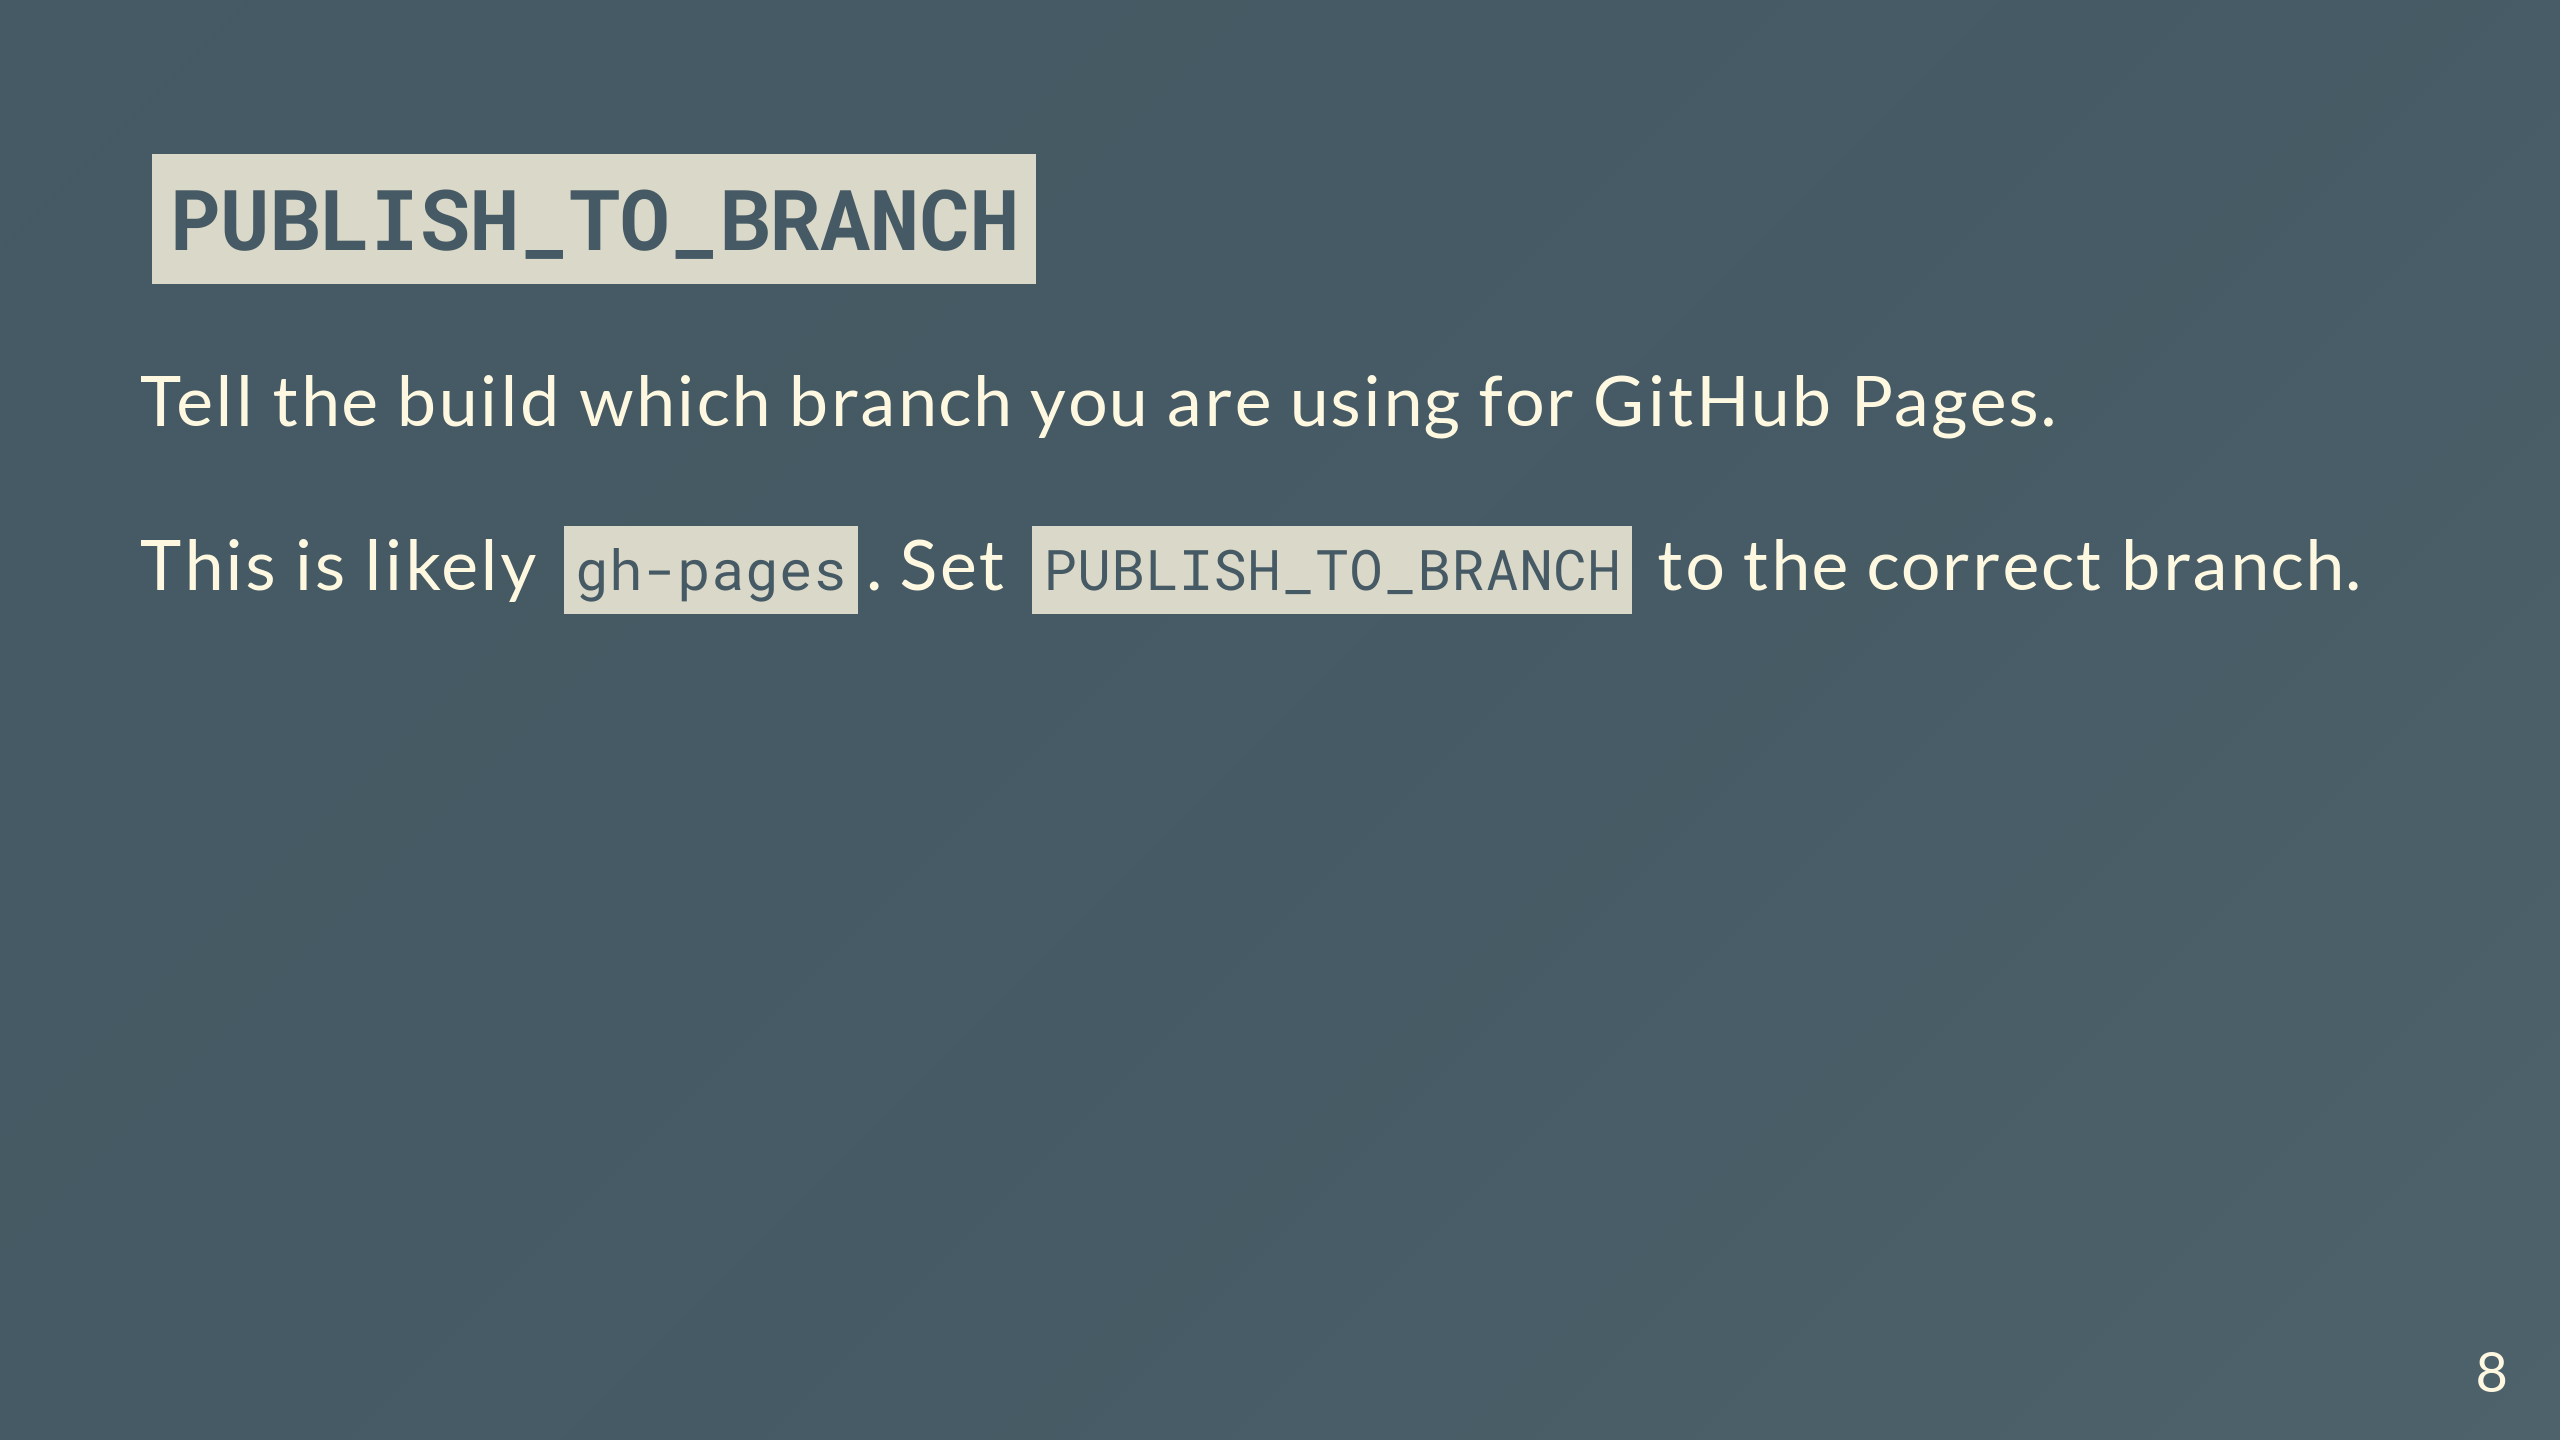 PUBLISH_TO_BRANCH
Tell the build which branch you are using for GitHub Pages.
This is likely gh-pages. Set PUBLISH_TO_BRANCH to the correct branch.
8